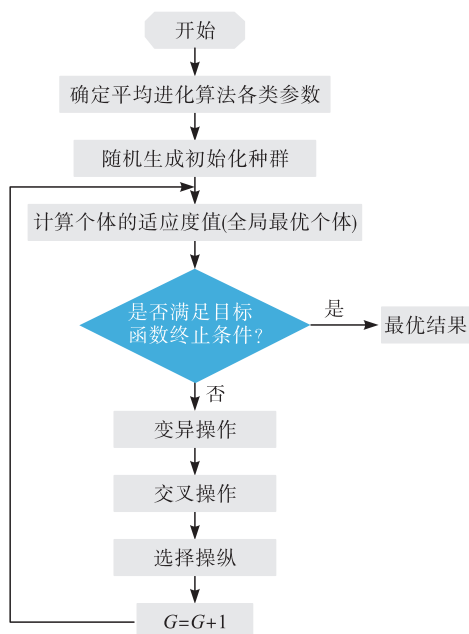 开始
确定平均进化算法各类参数
随机生成初始化种群
计算个体的适应度值(全局最优个体)
是否满足目标
函数终止条件?
是
最优结果
否
变异操作
交叉操作
选择操纵
G=G+1